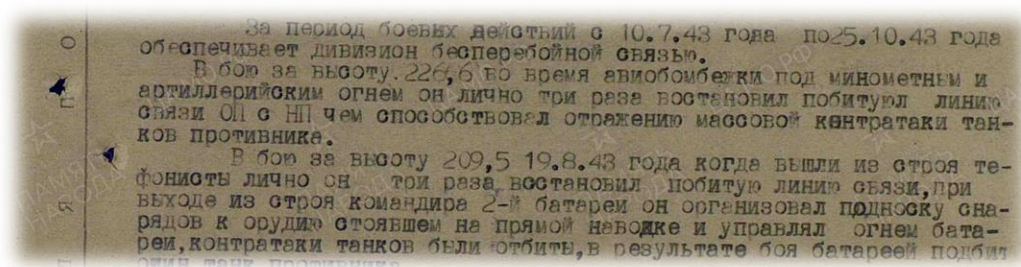 За период боевых действий с 10.7.43 года по25.10.43 года
обеспечивает дивизион бесперебойной связью.
В бою за высоту.226,6 во время авиобомбежки под минометным и
артиллерийским огнем он лично три раза востановил побитуюл линию
связи ОП с НП чем способствовал отражению массовой контратаки тан-
ков противника.
В бою за высоту 209,5 19.8.43 года когда вышли из строя те-
фонисты лично он три раза востановил побитую линию связи,при
выходе из строя командира 2-й батареи он организовал подноску сна-
рядов к орудию стоявшем на прямой наводке и управлял огнем бата-
реи,контратаки танков были отбиты,в результате боя батареей подбит
один танк противника.